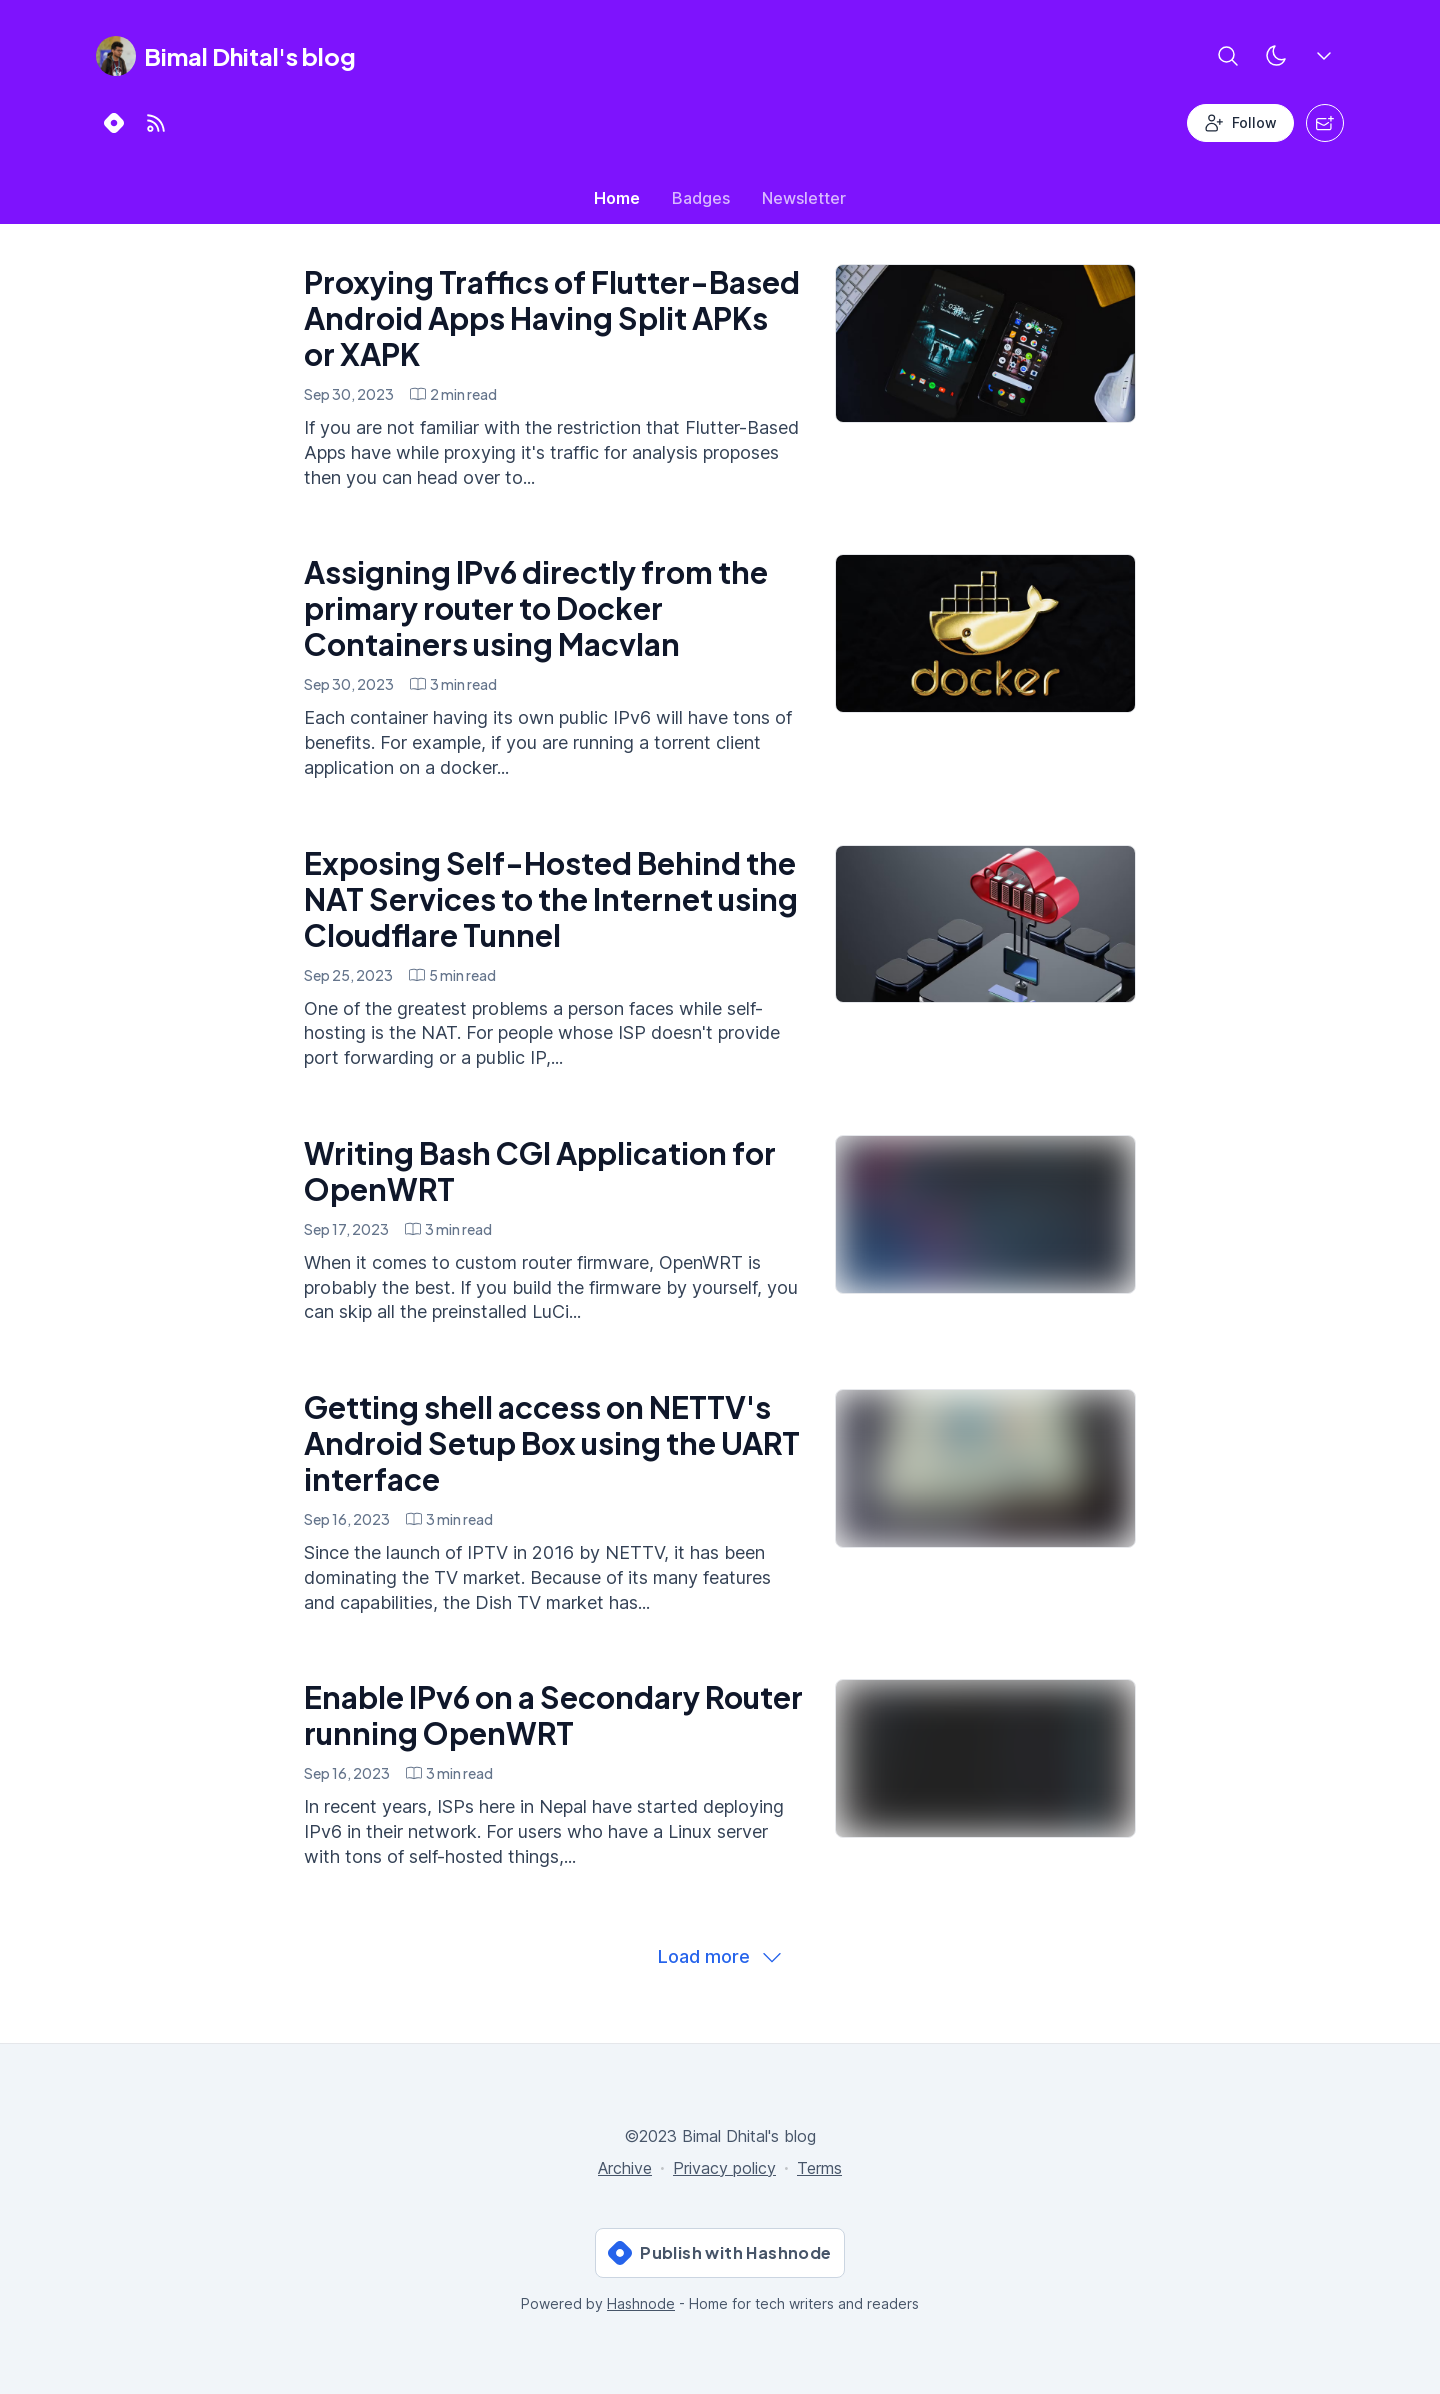 Bimal Dhital's blog
Follow
Home Badges Newsletter
Proxying Traffics of Flutter-Based
Android Apps Having Split APKs
or XAPK
Sep 30, 2023 2 min read
If you are not familiar with the restriction that Flutter-Based
Apps have while proxying it's traffic for analysis proposes
then you can head over to...
Assigning IPv6 directly from the
primary router to Docker
Containers using Macvlan
Sep 30, 2023 3 min read
Each container having its own public IPv6 will have tons of
benefits. For example, if you are running a torrent client
application on a docker...
docker
Exposing Self-Hosted Behind the
NAT Services to the Internet using
Cloudflare Tunnel
Sep 25, 2023 5 min read
One of the greatest problems a person faces while self-
hosting is the NAT. For people whose ISP doesn't provide
port forwarding or a public IP,...
Writing Bash CGI Application for
OpenWRT
Sep 17, 2023 3 min read
When it comes to custom router firmware, OpenWRT is
probably the best. If you build the firmware by yourself, you
can skip all the preinstalled LuCi...
Getting shell access on NETTV's
Android Setup Box using the UART
interface
Sep 16, 2023 3 min read
Since the launch of IPTV in 2016 by NETTV, it has been
dominating the TV market. Because of its many features
and capabilities, the Dish TV market has...
Enable IPv6 on a Secondary Router
running OpenWRT
Sep 16, 2023 3 min read
In recent years, ISPs here in Nepal have started deploying
IPv6 in their network. For users who have a Linux server
with tons of self-hosted things,...
Load more
©2023 Bimal Dhital's blog
Archive · Privacy policy · Terms
Publish with Hashnode
Powered by Hashnode - Home for tech writers and readers